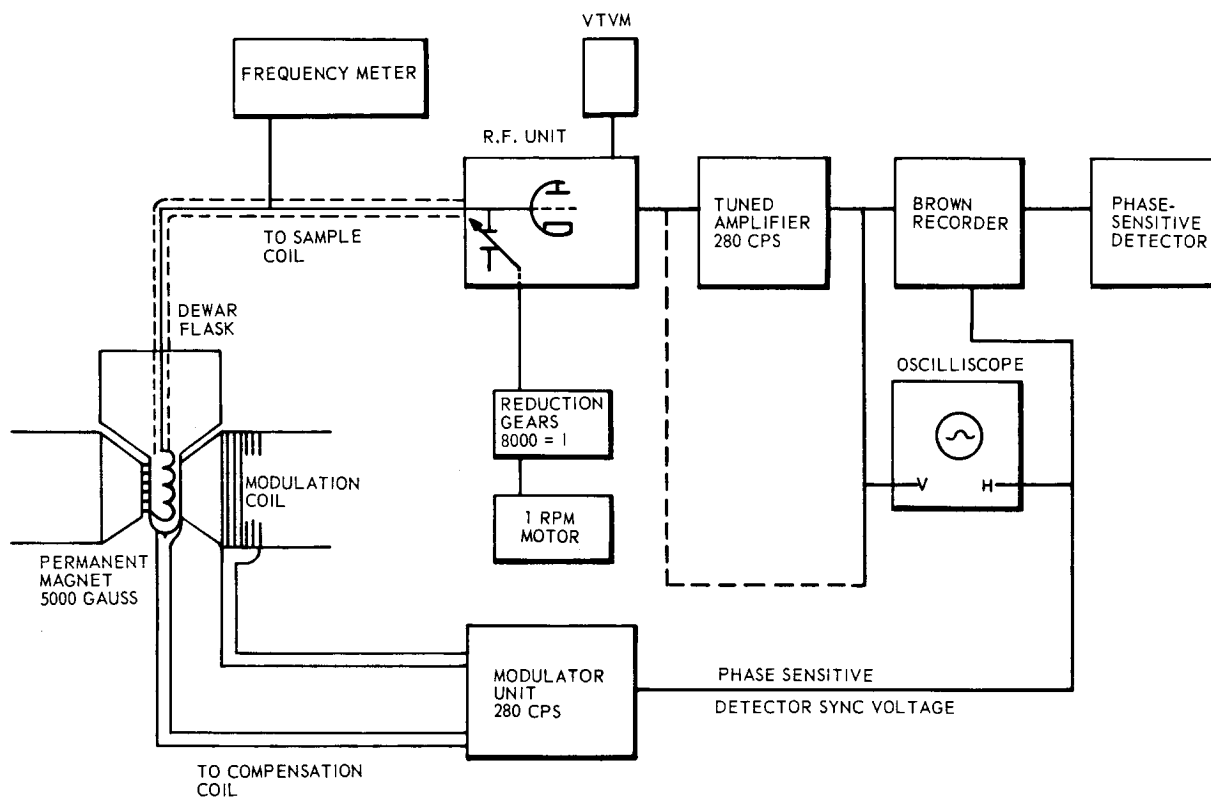 VTVM
FREQUENCY METER
R.F. UNIT
TUNED
AMPLIFIER
280 CPS
BROWN
RECORDER
PHASE-
SENSITIVE
DETECTOR
TO SAMPLE
COIL
DEWAR
FLASK
OSCILLISCOPE
REDUCTION
GEARS
8000 = 1
V H
MODULATION
COIL
1 RPM
MOTOR
PERMANENT
MAGNET
5000 GAUSS
MODULATOR
UNIT
280 CPS
PHASE SENSITIVE
DETECTOR SYNC VOLTAGE
TO COMPENSATION
COIL